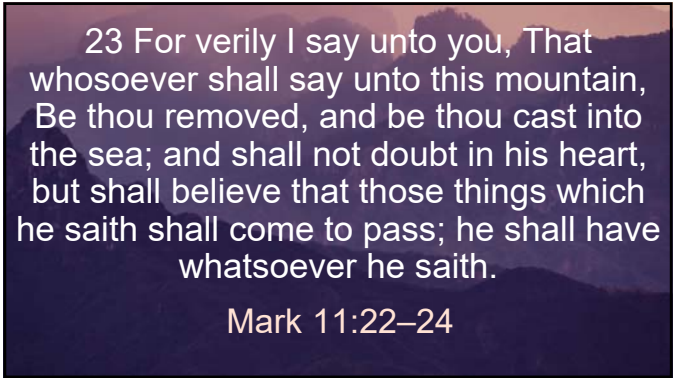 23 For verily I say unto you, That
whosoever shall say unto this mountain,
Be thou removed, and be thou cast into
the sea; and shall not doubt in his heart,
but shall believe that those things which
he saith shall come to pass; he shall have
whatsoever he saith.
Mark 11:22–24